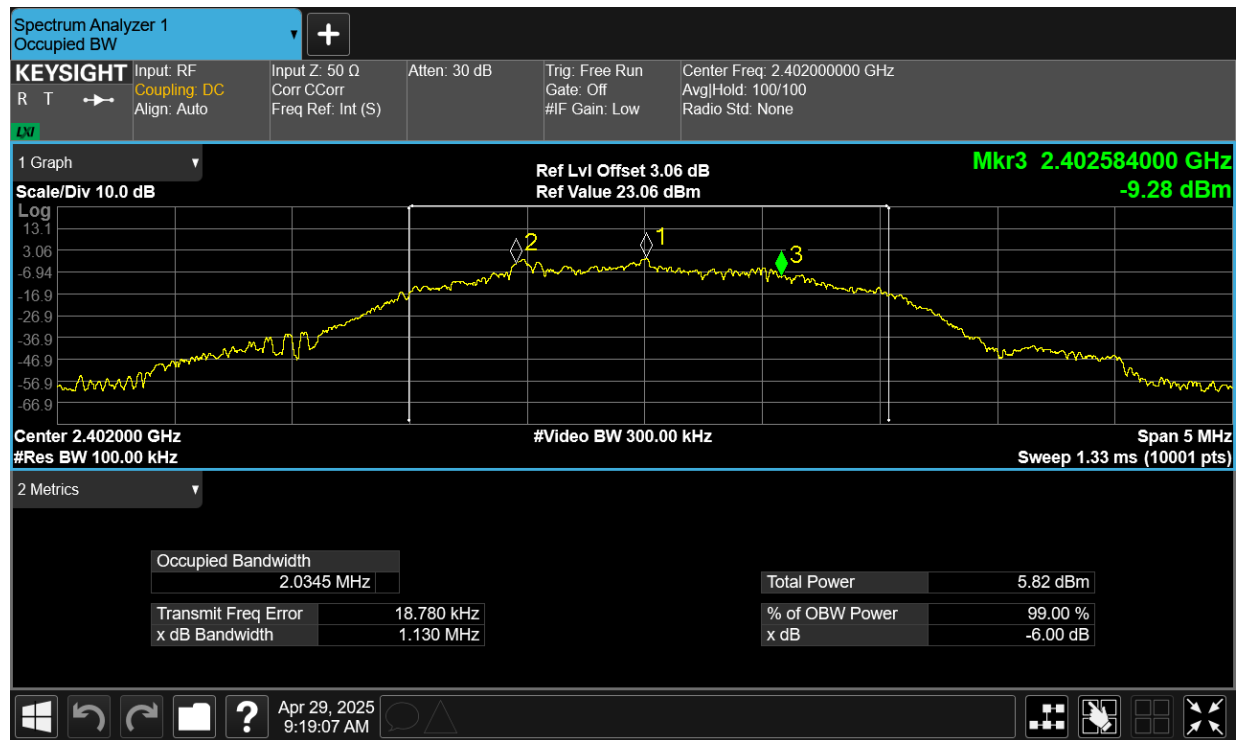 Spectrum Analyzer 1
Occupied BW
+
KEYSIGHT
R T
LXI
Input: RF
Coupling: DC
Align: Auto
Input Z: 50 Ω
Corr CCorr
Freq Ref: Int (S)
Atten: 30 dB
Trig: Free Run
Gate: Off
#IF Gain: Low
Center Freq: 2.402000000 GHz
Avg|Hold: 100/100
Radio Std: None
1 Graph
Scale/Div 10.0 dB
Ref Lvl Offset 3.06 dB
Ref Value 23.06 dBm
Mkr3 2.402584000 GHz
-9.28 dBm
Log
13.1
3.06
-6.94
-16.9
-26.9
-36.9
-46.9
-56.9
-66.9
2
1
3
Center 2.402000 GHz
#Res BW 100.00 kHz
#Video BW 300.00 kHz
Span 5 MHz
Sweep 1.33 ms (10001 pts)
2 Metrics
Occupied Bandwidth
2.0345 MHz
Transmit Freq Error 18.780 kHz
x dB Bandwidth 1.130 MHz
Total Power 5.82 dBm
% of OBW Power 99.00 %
x dB -6.00 dB
?
Apr 29, 2025
9:19:07 AM